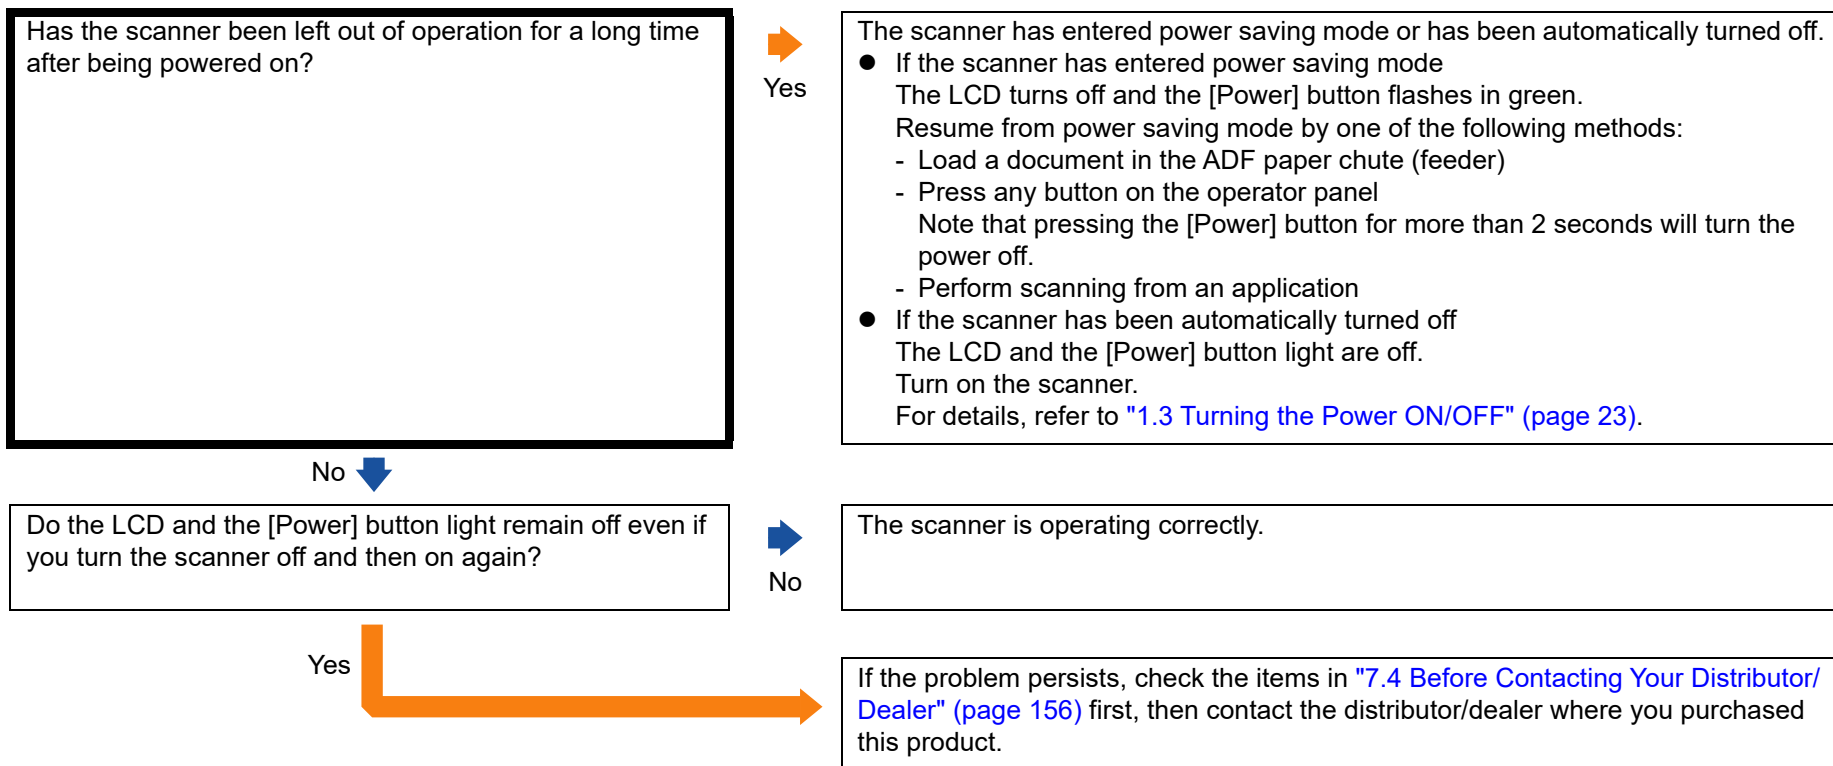 Has the scanner been left out of operation for a long time
after being powered on?
Yes
The scanner has entered power saving mode or has been automatically turned off.
● If the scanner has entered power saving mode
The LCD turns off and the [Power] button flashes in green.
Resume from power saving mode by one of the following methods:
- Load a document in the ADF paper chute (feeder)
- Press any button on the operator panel
Note that pressing the [Power] button for more than 2 seconds will turn the
power off.
- Perform scanning from an application
● If the scanner has been automatically turned off
The LCD and the [Power] button light are off.
Turn on the scanner.
For details, refer to "1.3 Turning the Power ON/OFF" (page 23).
No
Do the LCD and the [Power] button light remain off even if
you turn the scanner off and then on again?
No
The scanner is operating correctly.
Yes
If the problem persists, check the items in "7.4 Before Contacting Your Distributor/
Dealer" (page 156) first, then contact the distributor/dealer where you purchased
this product.